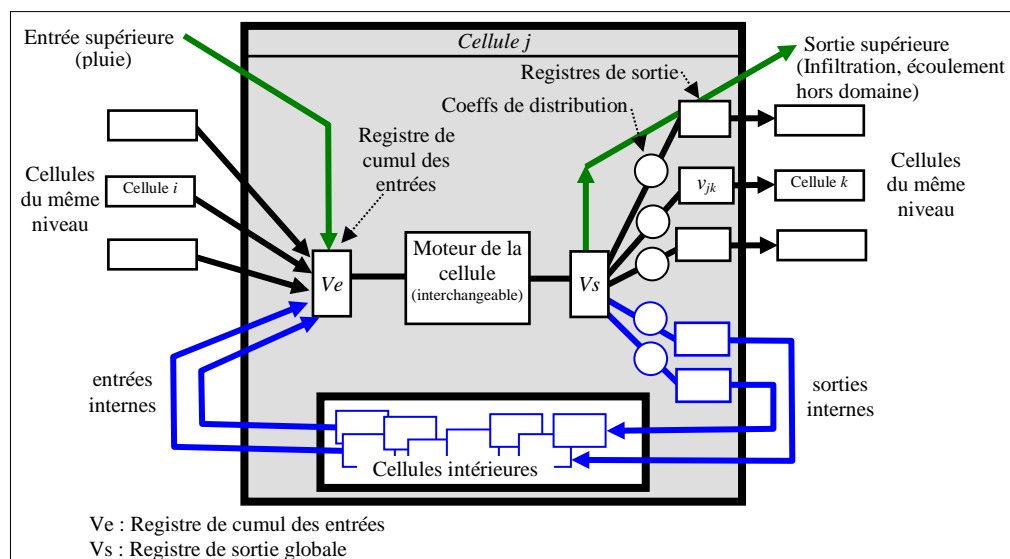 Cellule j
Entrée supérieure
(pluie)
Sortie supérieure
(Infiltration, écoulement
hors domaine)
Registres de sortie
Coeffs de distribution
Registre de
cumul des
entrées
Cellules
du même
niveau
Cellule i
Ve
Moteur de la
cellule
(interchangeable)
Vs
vjk
Cellule k
Cellules
du même
niveau
entrées
internes
sorties
internes
Cellules intérieures
Ve : Registre de cumul des entrées
Vs : Registre de sortie globale